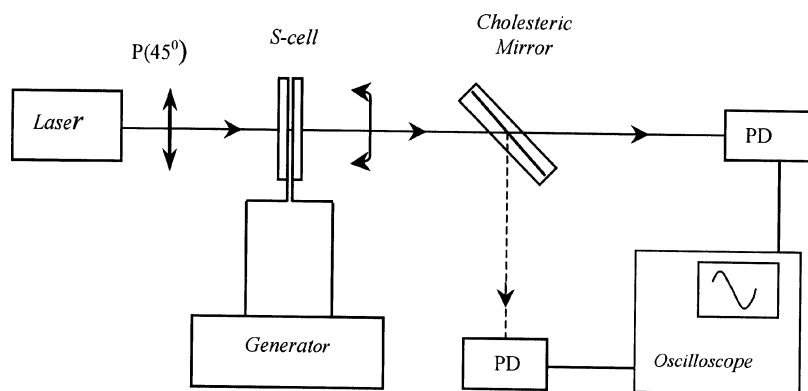 Cholesteric
Mirror
S-cell
P(45⁰)
Laser
PD
Generator
PD
Oscilloscope